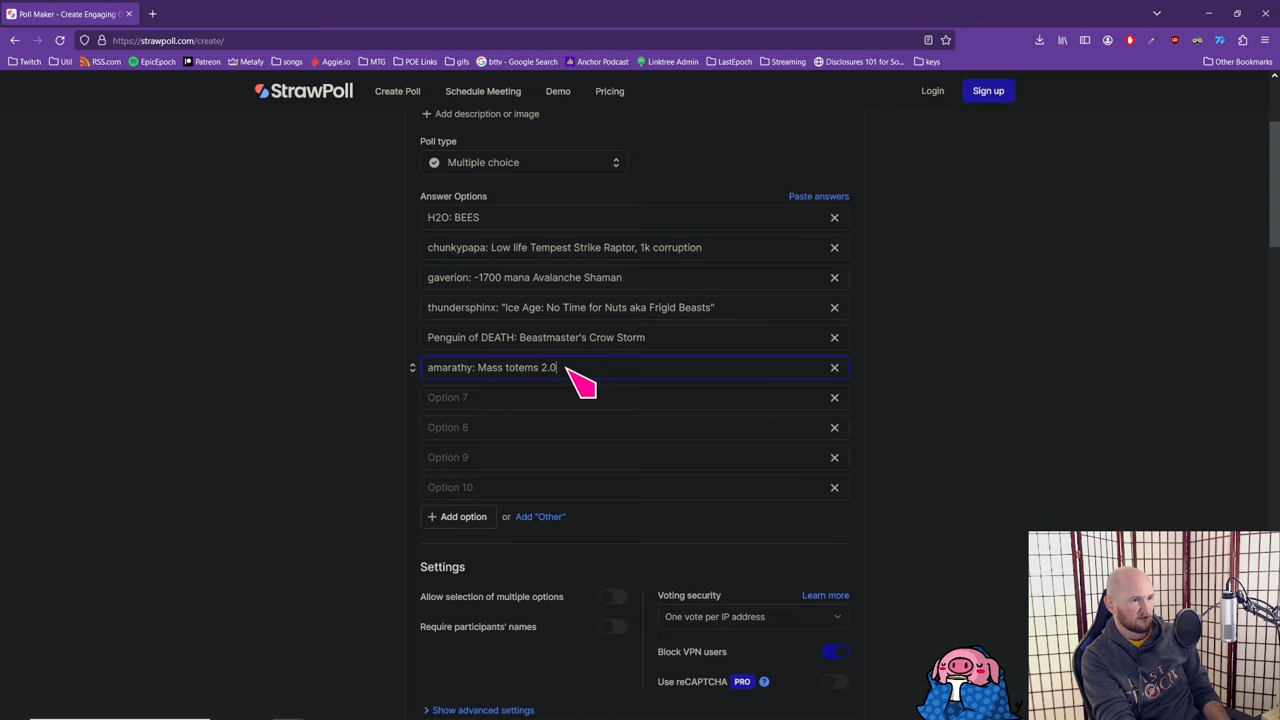 Poll Maker - Create Engaging
https://strawpoll.com/create/
Twitch Util RSS.com EpicEpoch Patreon Metafy songs Aggie.io MTG POE Links gifs bttv - Google Search Anchor Podcast Linktree Admin LastEpoch Streaming Disclosures 101 for So... keys Other Bookmarks
StrawPoll Create Poll Schedule Meeting Demo Pricing Login Sign up
+ Add description or image
Poll type
Multiple choice
Answer Options Paste answers
H2O: BEES
chunkypapa: Low life Tempest Strike Raptor, 1k corruption
gaverion: -1700 mana Avalanche Shaman
thundersphinx: "Ice Age: No Time for Nuts aka Frigid Beasts"
Penguin of DEATH: Beastmaster's Crow Storm
amarathy: Mass totems 2.0
Option 7
Option 8
Option 9
Option 10
+ Add option or Add "Other"
Settings
Allow selection of multiple options
Require participants' names
Voting security Learn more
One vote per IP address
Block VPN users
Use reCAPTCHA PRO ?
Show advanced settings
LAST